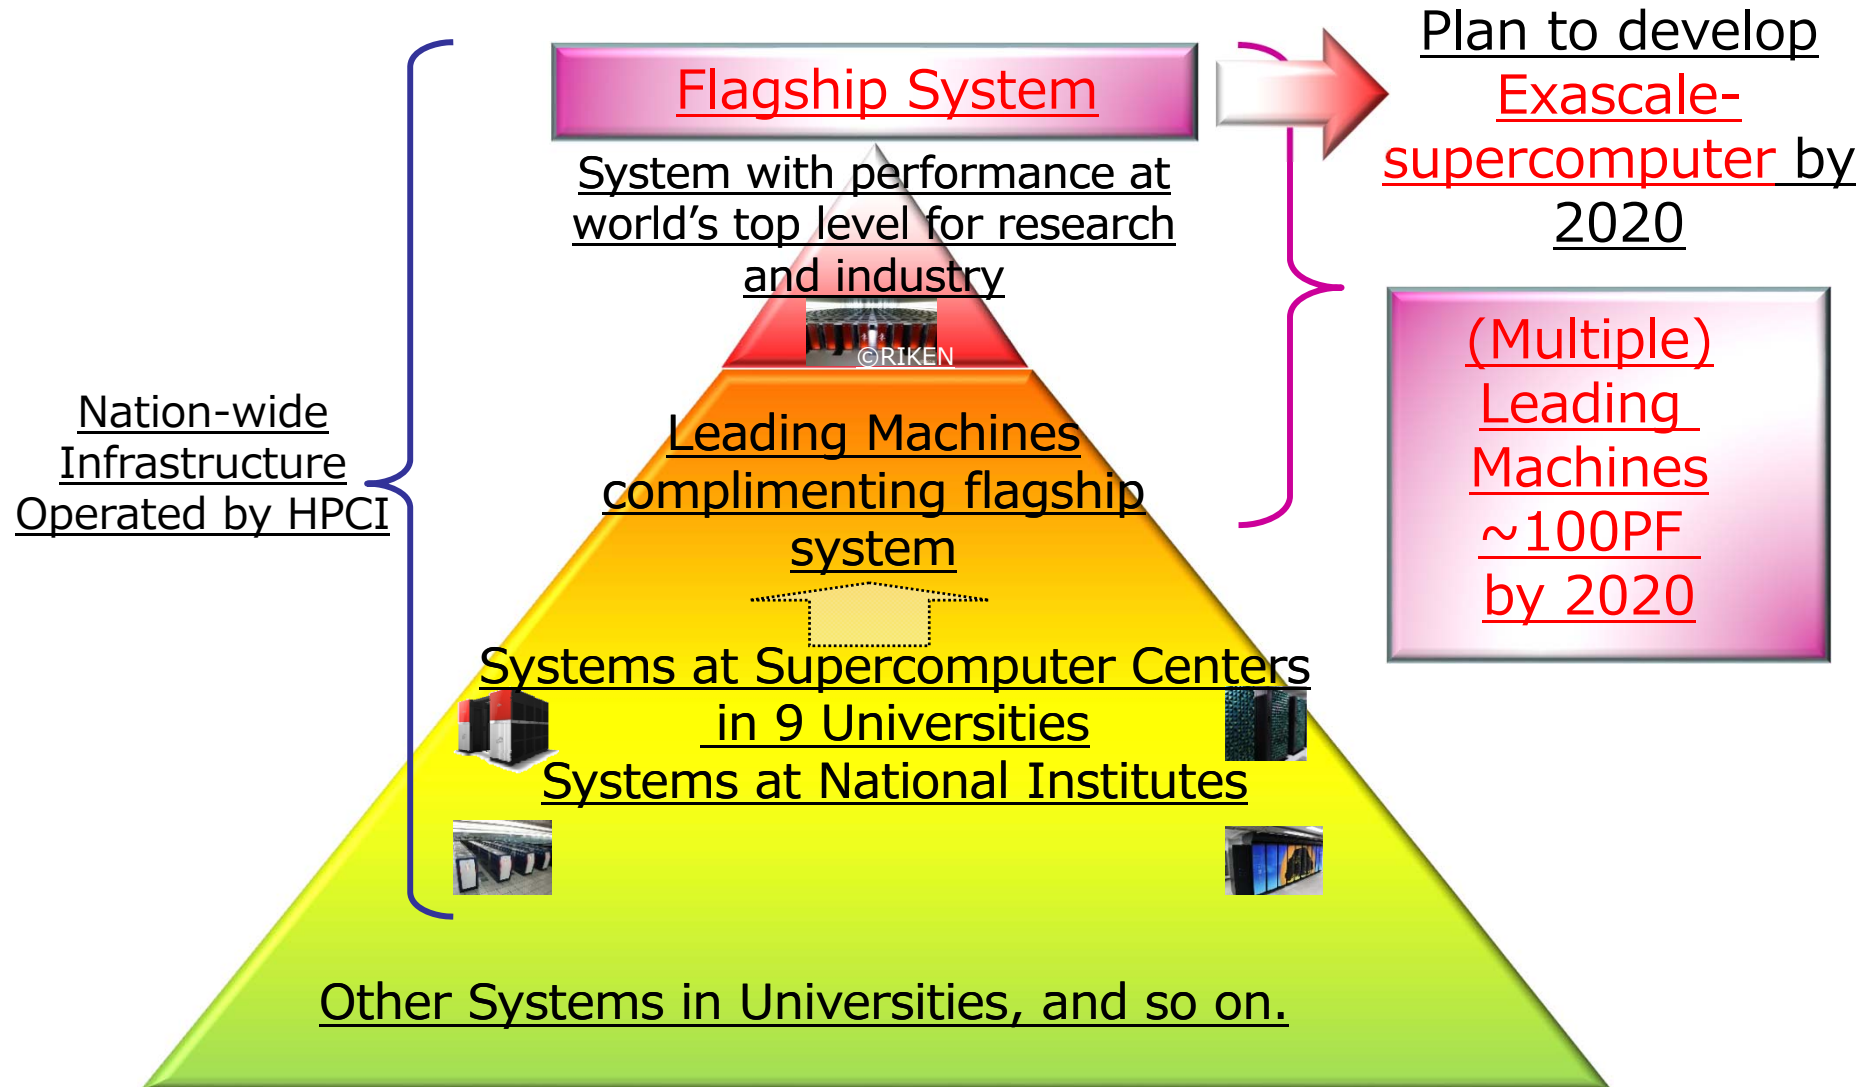 Flagship System
System with performance at
world’s top level for research
and industry
©RIKEN
Leading Machines
complimenting flagship
system
Systems at Supercomputer Centers
in 9 Universities
Systems at National Institutes
Other Systems in Universities, and so on.
Nation-wide
Infrastructure
Operated by HPCI
Plan to develop
Exascale-
supercomputer by
2020
(Multiple)
Leading
Machines
~100PF
by 2020